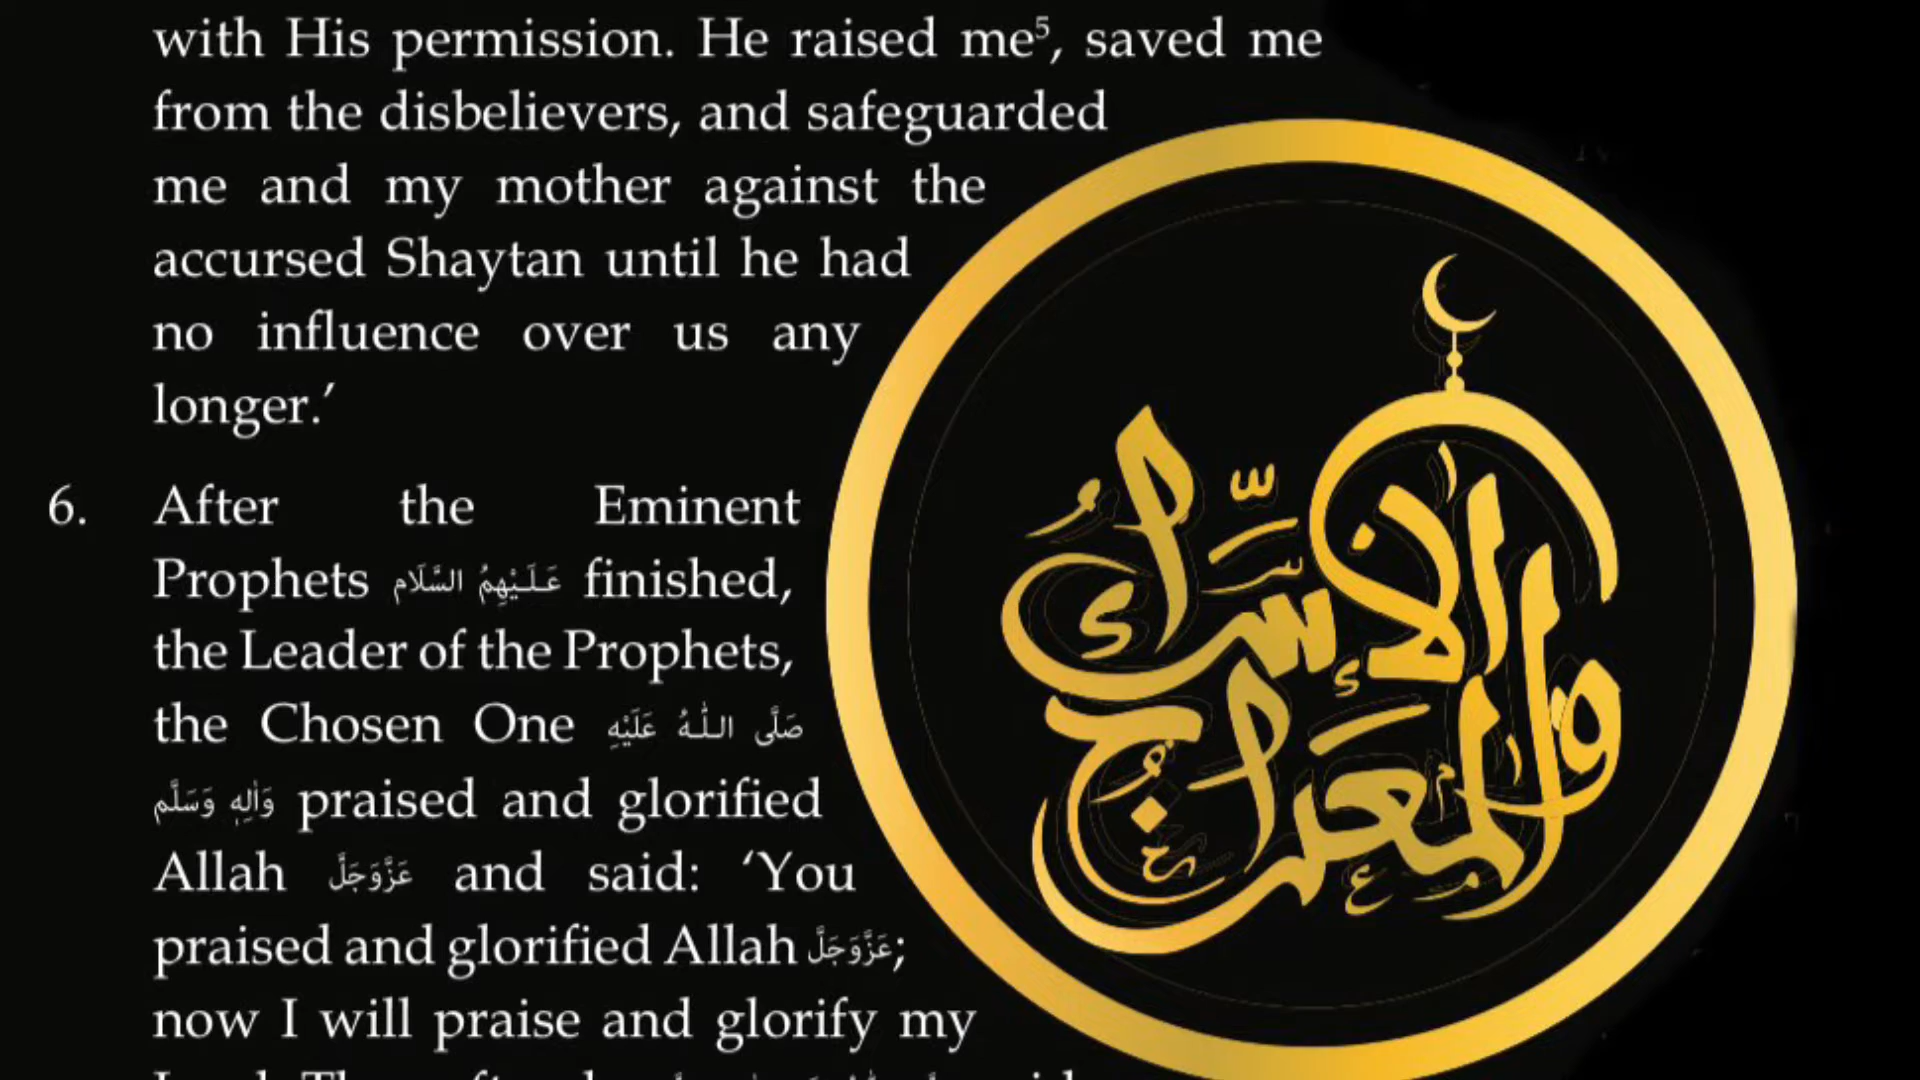 with His permission. He raised me⁵, saved me
from the disbelievers, and safeguarded
me and my mother against the
accursed Shaytan until he had
no influence over us any
longer.’
6. After the Eminent
Prophets عَلَيْهِمُ السَّلَام finished,
the Leader of the Prophets,
the Chosen One صَلَّى اللّٰهُ عَلَيْهِ
وَاٰلِهٖ وَسَلَّم praised and glorified
Allah عَزَّوَجَلَّ and said: ‘You
praised and glorified Allah عَزَّوَجَلَّ;
now I will praise and glorify my
الإسراء
والمعراج